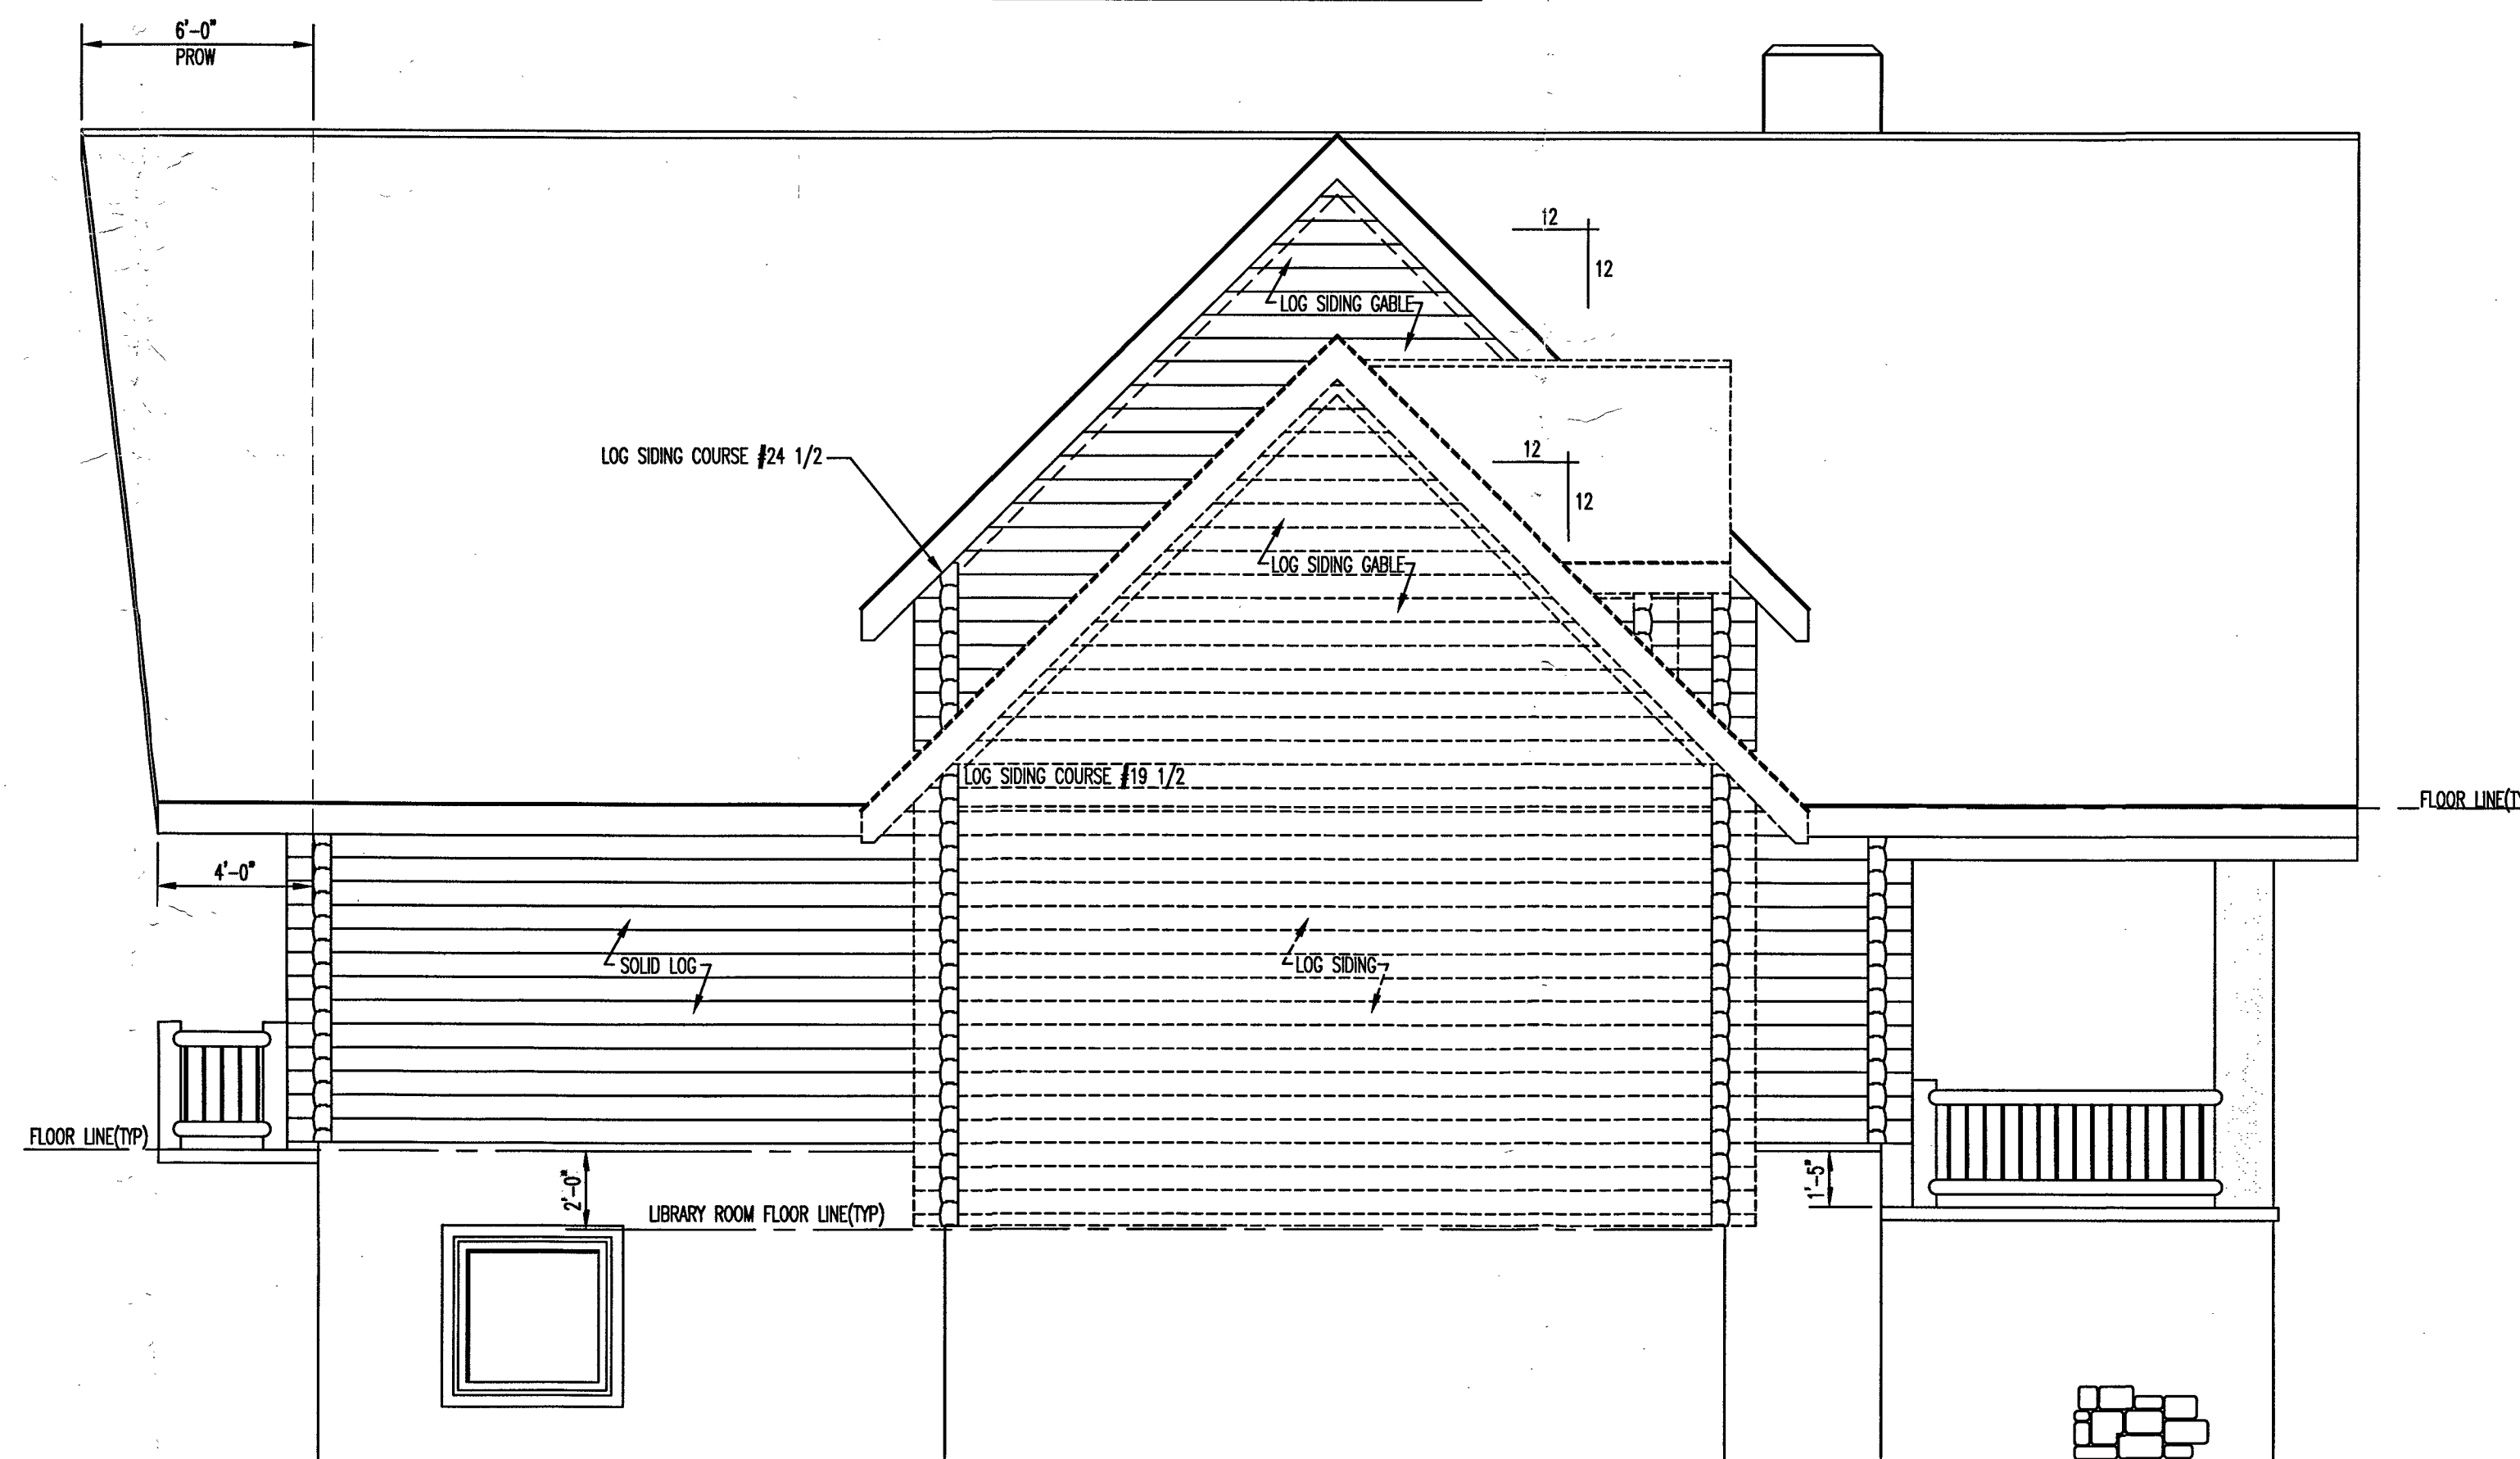 6'-0"
PROW
12
12
LOG SIDING GABLE
LOG SIDING COURSE #24 1/2
12
12
LOG SIDING GABLE
LOG SIDING COURSE #19 1/2
FLOOR LINE(TY
4'-0"
SOLID LOG
LOG SIDING
FLOOR LINE(TYP)
2'-0"
1'-5"
LIBRARY ROOM FLOOR LINE(TYP)